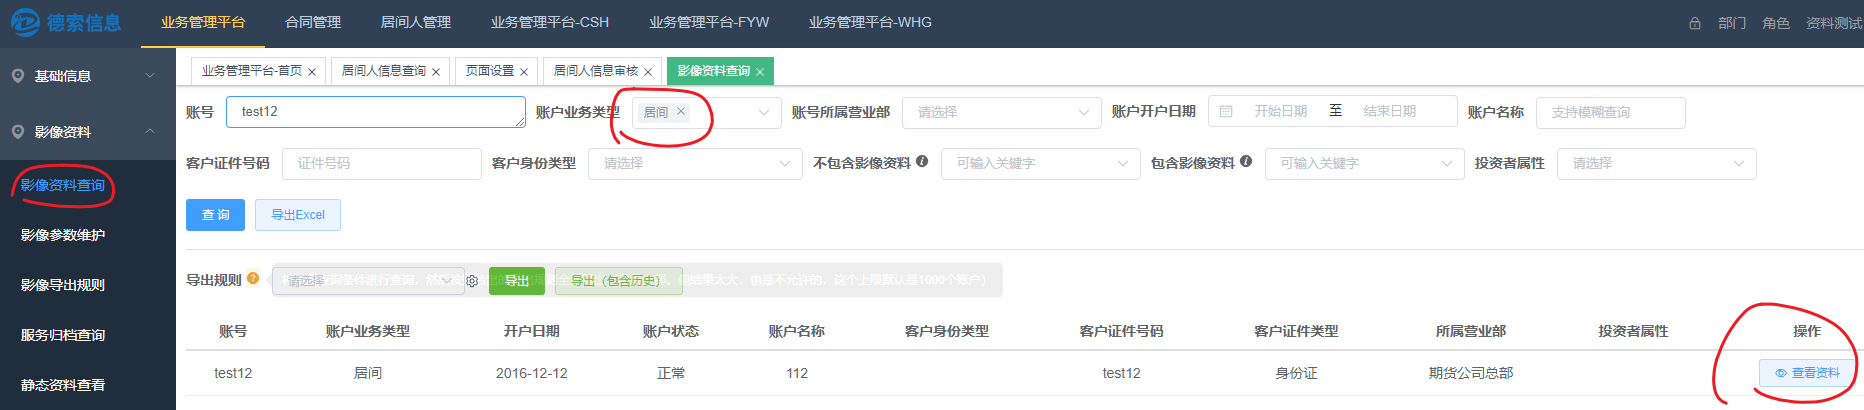 德索信息 业务管理平台 合同管理 居间人管理 业务管理平台-CSH 业务管理平台-FYW 业务管理平台-WHG 部门 角色 资料测试
基础信息
影像资料
影像资料查询
影像参数维护
影像导出规则
服务归档查询
静态资料查看
业务管理平台-首页 × 居间人信息查询 × 页面设置 × 居间人信息审核 × 影像资料查询 ×
账号 test12 账户业务类型 居间 × 账号所属营业部 请选择 账户开户日期 开始日期 至 结束日期 账户名称 支持模糊查询
客户证件号码 证件号码 客户身份类型 请选择 不包含影像资料 可输入关键字 包含影像资料 可输入关键字 投资者属性 请选择
查 询 导出Excel
导出规则 ? 请选择 询条件进行查询，然 导出 导出（包含历史） 但结果太大，也是不允许的，这个上限默认是1000个账户）
账号 账户业务类型 开户日期 账户状态 账户名称 客户身份类型 客户证件号码 客户证件类型 所属营业部 投资者属性 操作
test12 居间 2016-12-12 正常 112 test12 身份证 期货公司总部 查看资料